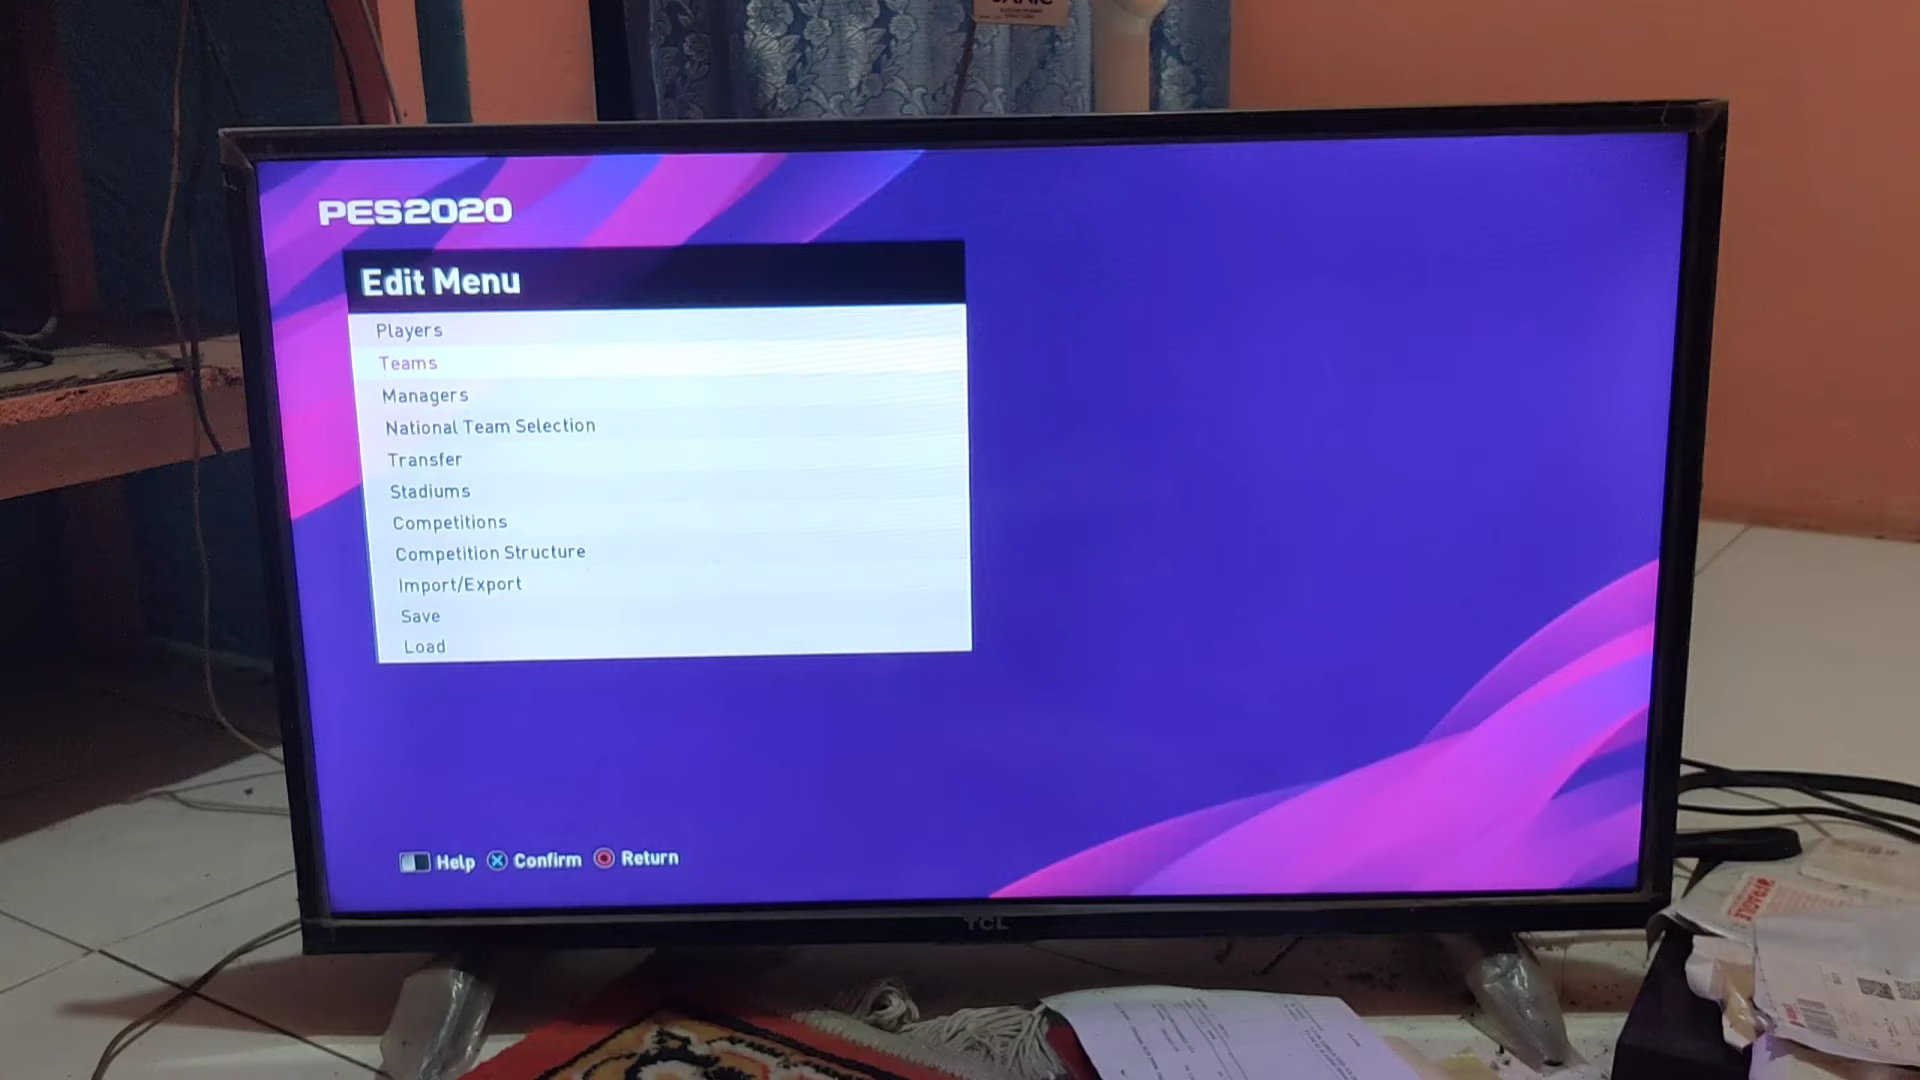 PES2020
Edit Menu
Players
Teams
Managers
National Team Selection
Transfer
Stadiums
Competitions
Competition Structure
Import/Export
Save
Load
Help Confirm Return
TCL